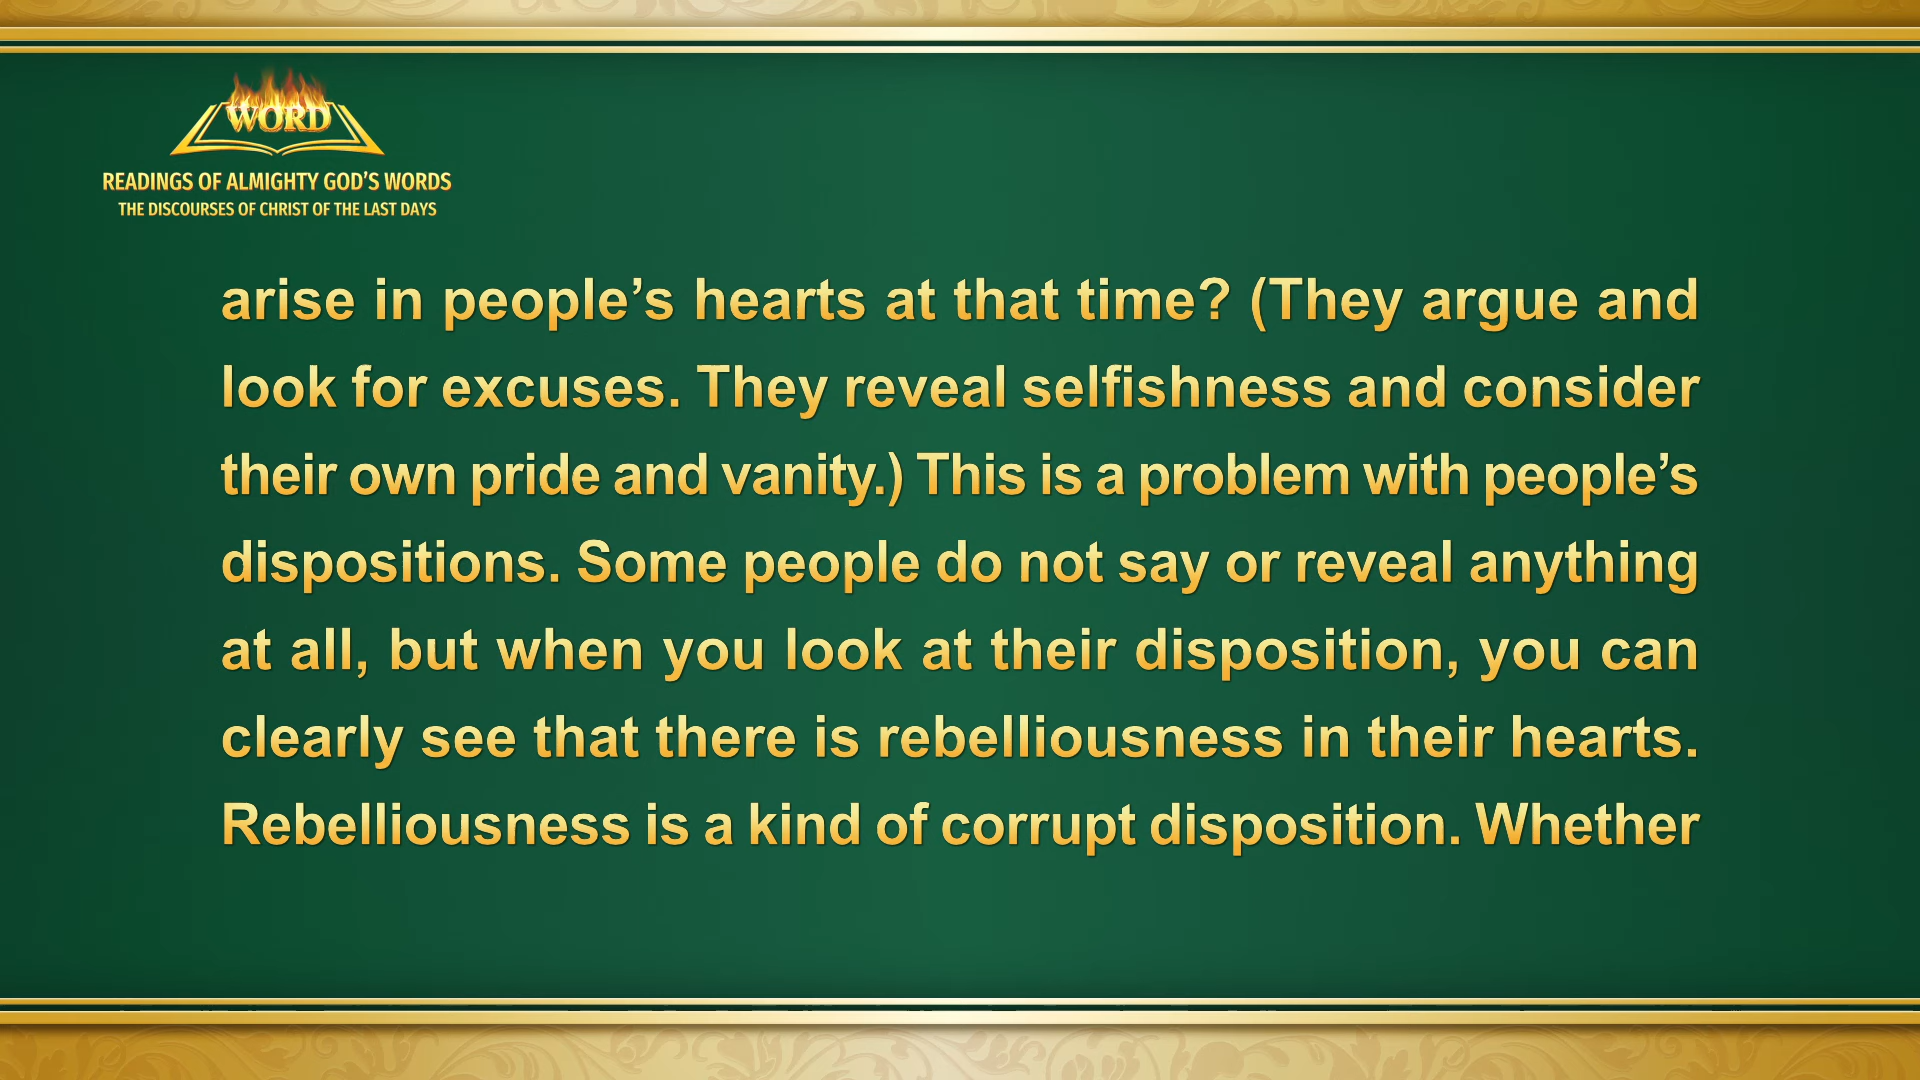 WORD
READINGS OF ALMIGHTY GOD’S WORDS
THE DISCOURSES OF CHRIST OF THE LAST DAYS
arise in people’s hearts at that time? (They argue and
look for excuses. They reveal selfishness and consider
their own pride and vanity.) This is a problem with people’s
dispositions. Some people do not say or reveal anything
at all, but when you look at their disposition, you can
clearly see that there is rebelliousness in their hearts.
Rebelliousness is a kind of corrupt disposition. Whether